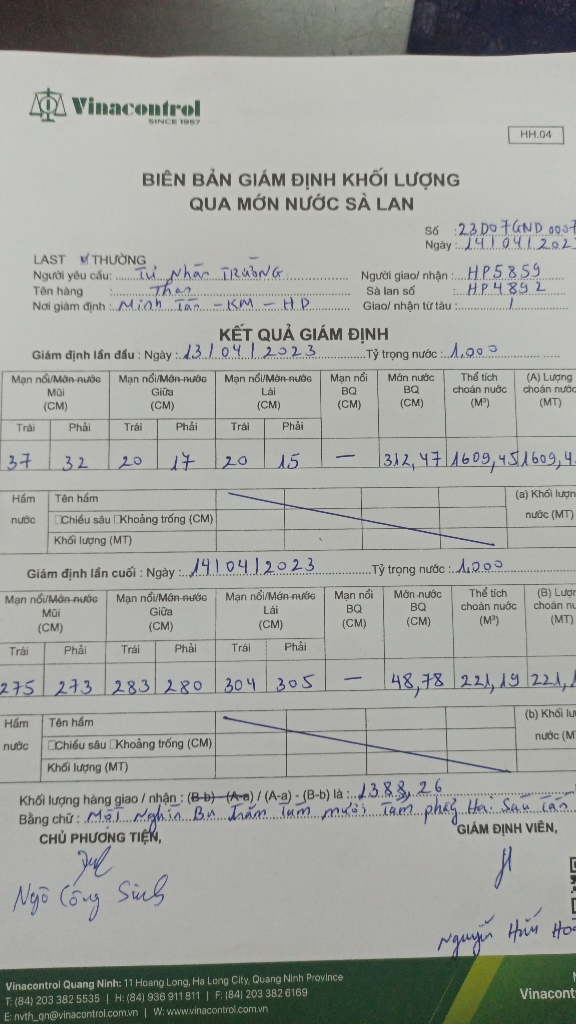 Vinacontrol
SINCE 1957
HH.04
BIÊN BẢN GIÁM ĐỊNH KHỐI LƯỢNG
QUA MỚN NƯỚC SÀ LAN
Số : 23D07GND 0007
Ngày : 14/04/202
LAST THƯỜNG
Người yêu cầu: Tư Nhân TRƯỜNG Người giao/ nhận : HP5859
Tên hàng : Than Sà lan số : HP4892
Nơi giám định : Minh Tân - KM - HD Giao/ nhận từ tàu : /
KẾT QUẢ GIÁM ĐỊNH
Giám định lần đầu : Ngày : 13/04/2023 Tỷ trọng nước : 1,000
Mạn nổi/Mớn nước Mũi (CM) Mạn nổi/Mớn nước Giữa (CM) Mạn nổi/Mớn nước Lái (CM) Mạn nổi BQ (CM) Mớn nước BQ (CM) Thể tích choán nước (M³) (A) Lượng choán nước (MT)
Trái Phải Trái Phải Trái Phải
37 32 20 17 20 15 — 312,47 1609,45 1609,4
Hầm nước Tên hầm (a) Khối lượn
□Chiều sâu □Khoảng trống (CM) nước (MT)
Khối lượng (MT)
Giám định lần cuối : Ngày : 14/04/2023 Tỷ trọng nước : 1,000
Mạn nổi/Mớn nước Mũi (CM) Mạn nổi/Mớn nước Giữa (CM) Mạn nổi/Mớn nước Lái (CM) Mạn nổi BQ (CM) Mớn nước BQ (CM) Thể tích choán nước (M³) (B) Lượn choán nu (MT)
Trái Phải Trái Phải Trái Phải
275 273 283 280 304 305 — 48,78 221,19 221,1
Hầm nước Tên hầm (b) Khối lu
□Chiều sâu □Khoảng trống (CM) nước (M
Khối lượng (MT)
Khối lượng hàng giao / nhận : (B-b) - (A-a) / (A-a) - (B-b) là : 1388,26
Bằng chữ : Một Nghìn Ba Trăm Tám mươi Tám phẩy Hai Sáu Tấn
CHỦ PHƯƠNG TIỆN, GIÁM ĐỊNH VIÊN,
Ngô Công Sinh
Nguyễn Hữu Ho
Vinacontrol Quang Ninh: 11 Hoang Long, Ha Long City, Quang Ninh Province
T: (84) 203 382 5535 | H: (84) 936 911 811 | F: (84) 203 382 6169
E: nvth_qn@vinacontrol.com.vn | W: www.vinacontrol.com.vn
Vinacont